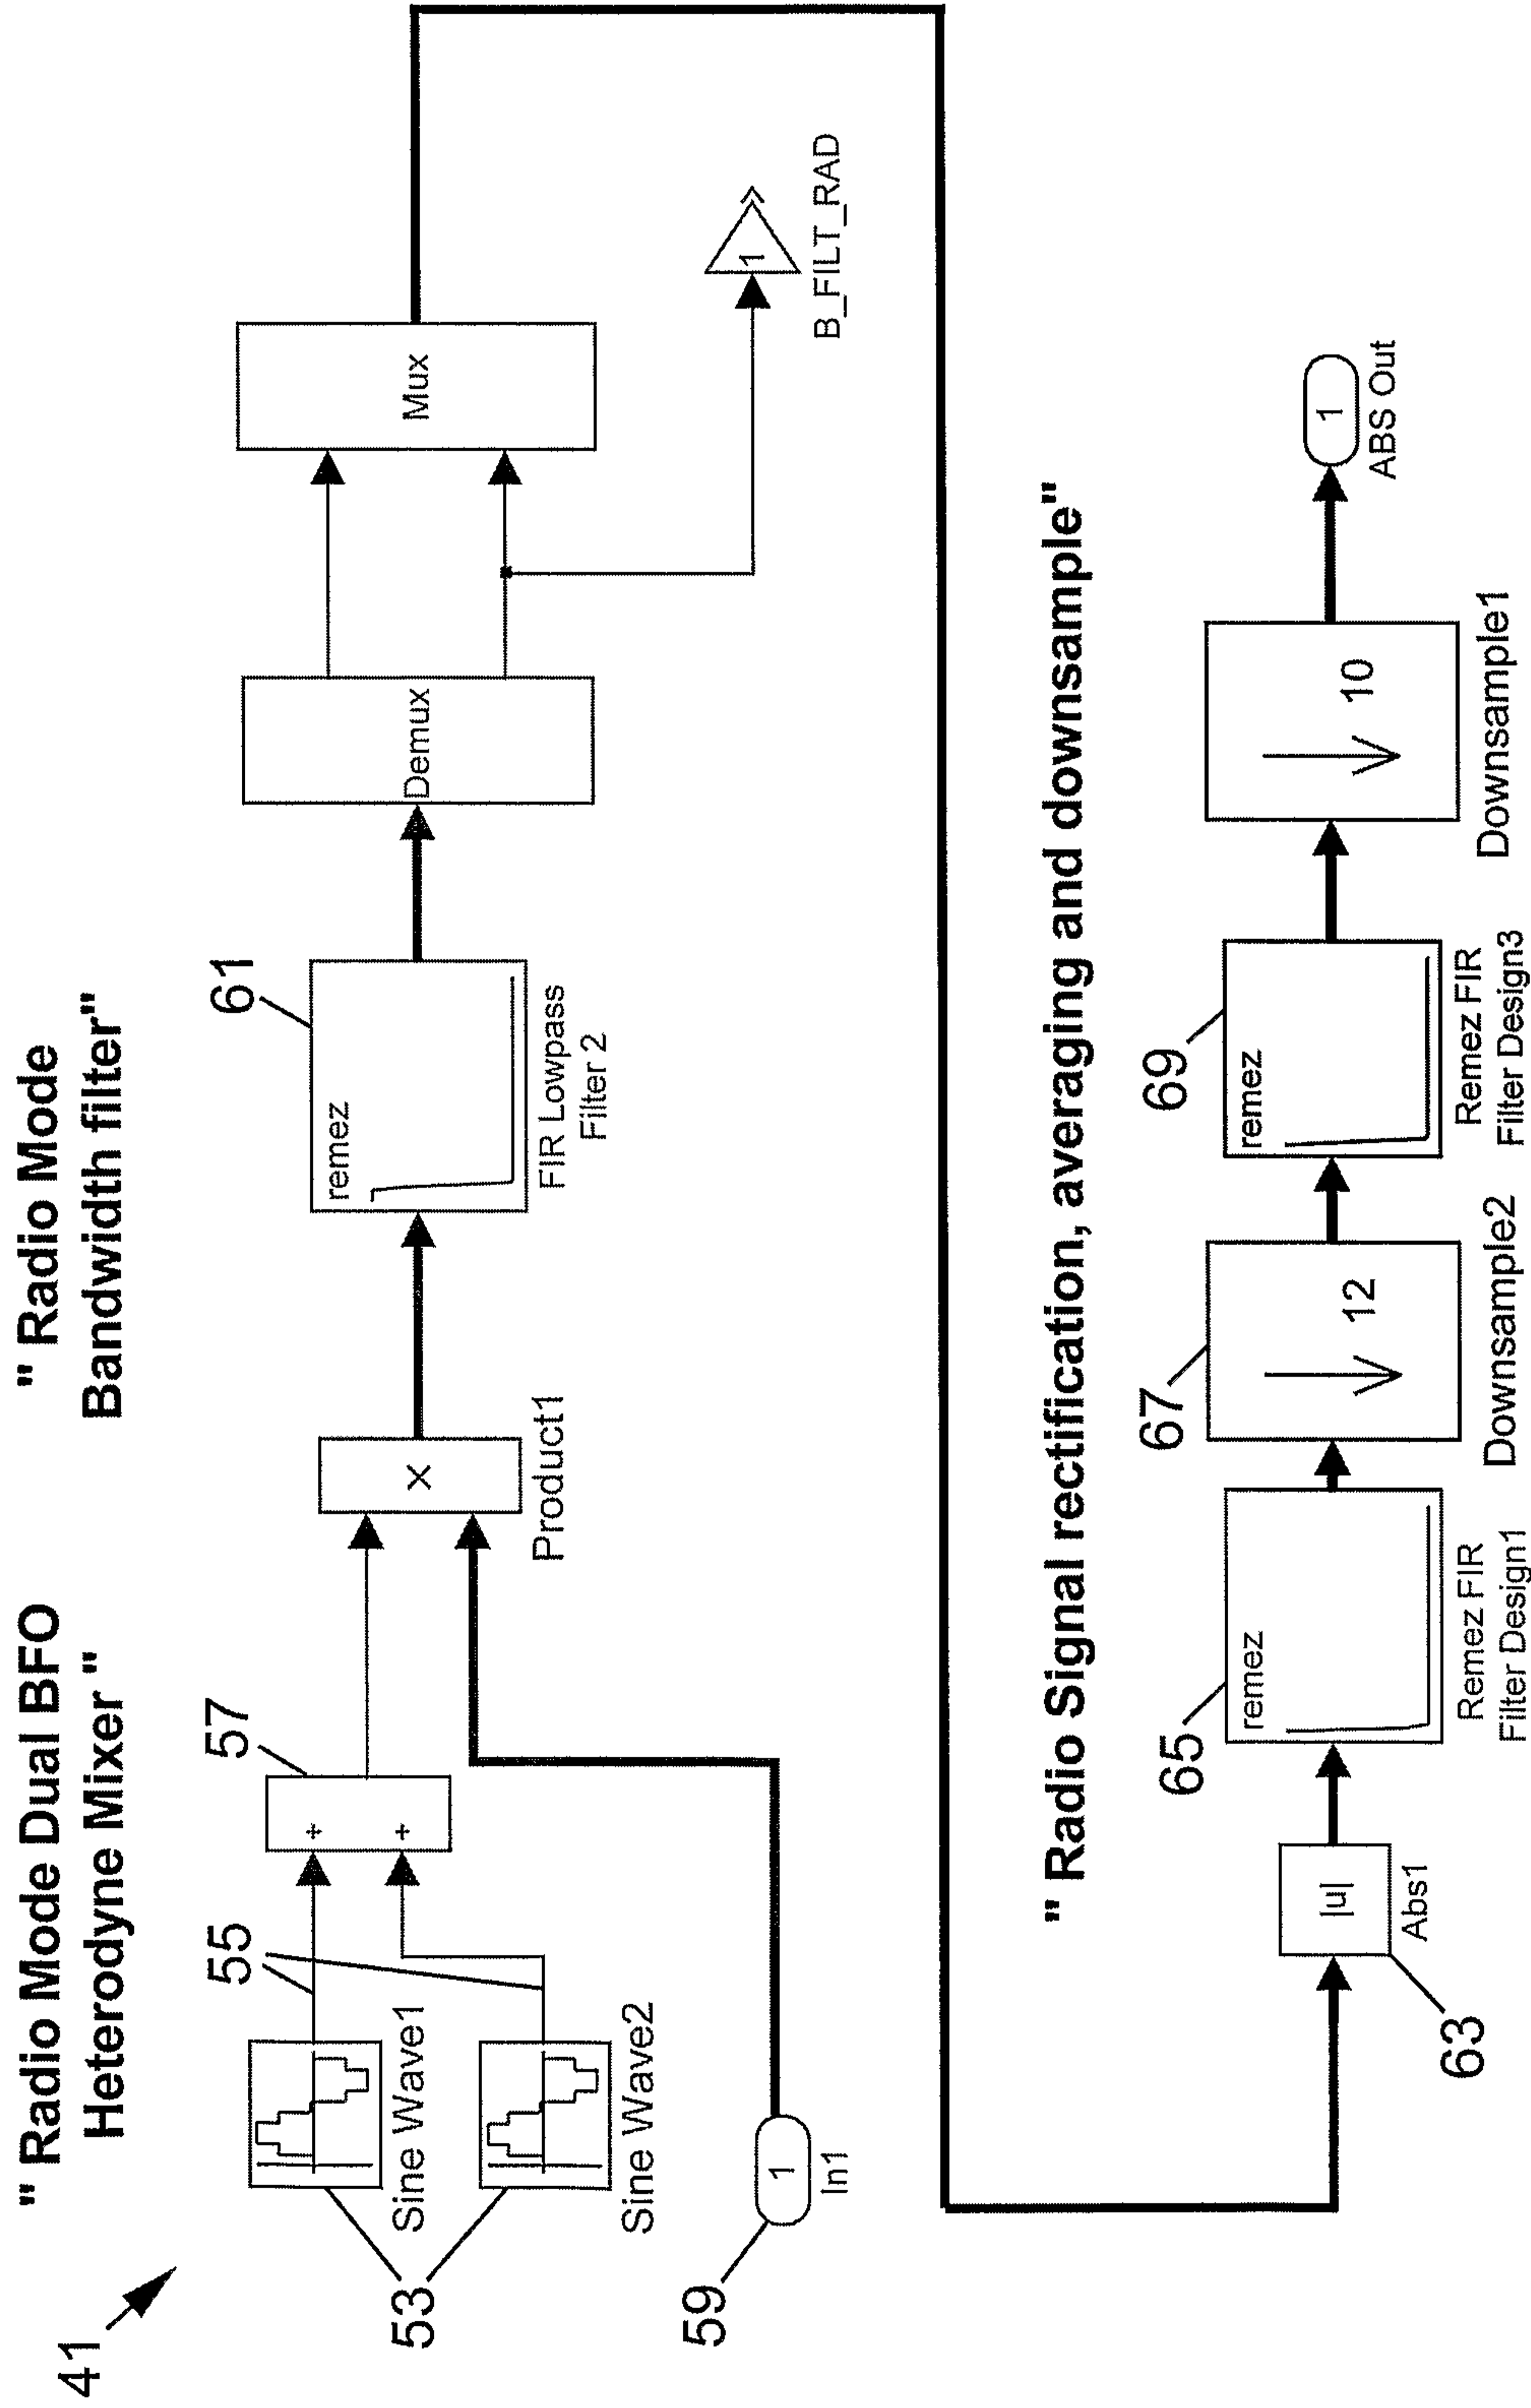 41
" Radio Mode Dual BFO
Heterodyne Mixer "
" Radio Mode
Bandwidth filter"
53
Sine Wave1
Sine Wave2
55
57
+
+
59
1
In1
×
Product1
61
remez
FIR Lowpass
Filter 2
Demux
Mux
1
B_FILT_RAD
" Radio Signal rectification, averaging and downsample"
63
|u|
Abs1
65
remez
Remez FIR
Filter Design1
67
12
Downsample2
69
remez
Remez FIR
Filter Design3
10
Downsample1
1
ABS Out